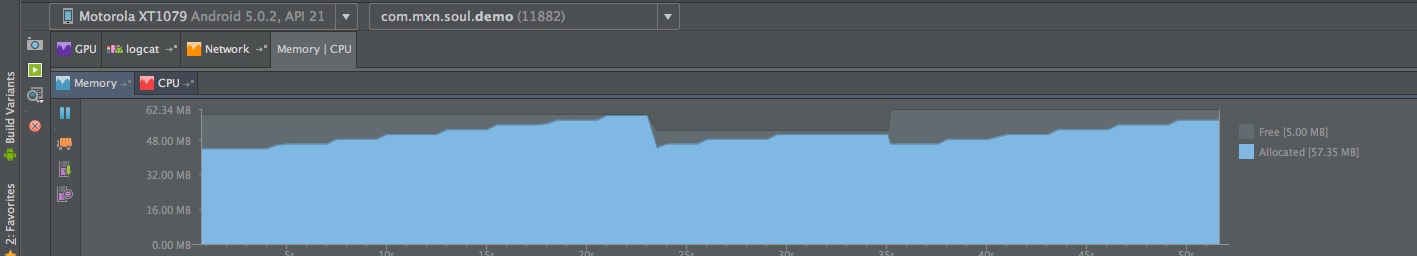 Motorola XT1079 Android 5.0.2, API 21
com.mxn.soul.demo (11882)
GPU
logcat
Network
Memory | CPU
Memory
CPU
Build Variants
2: Favorites
62.34 MB
48.00 MB
32.00 MB
16.00 MB
0.00 MB
5s
10s
15s
20s
25s
30s
35s
40s
45s
50s
Free [5.00 MB]
Allocated [57.35 MB]